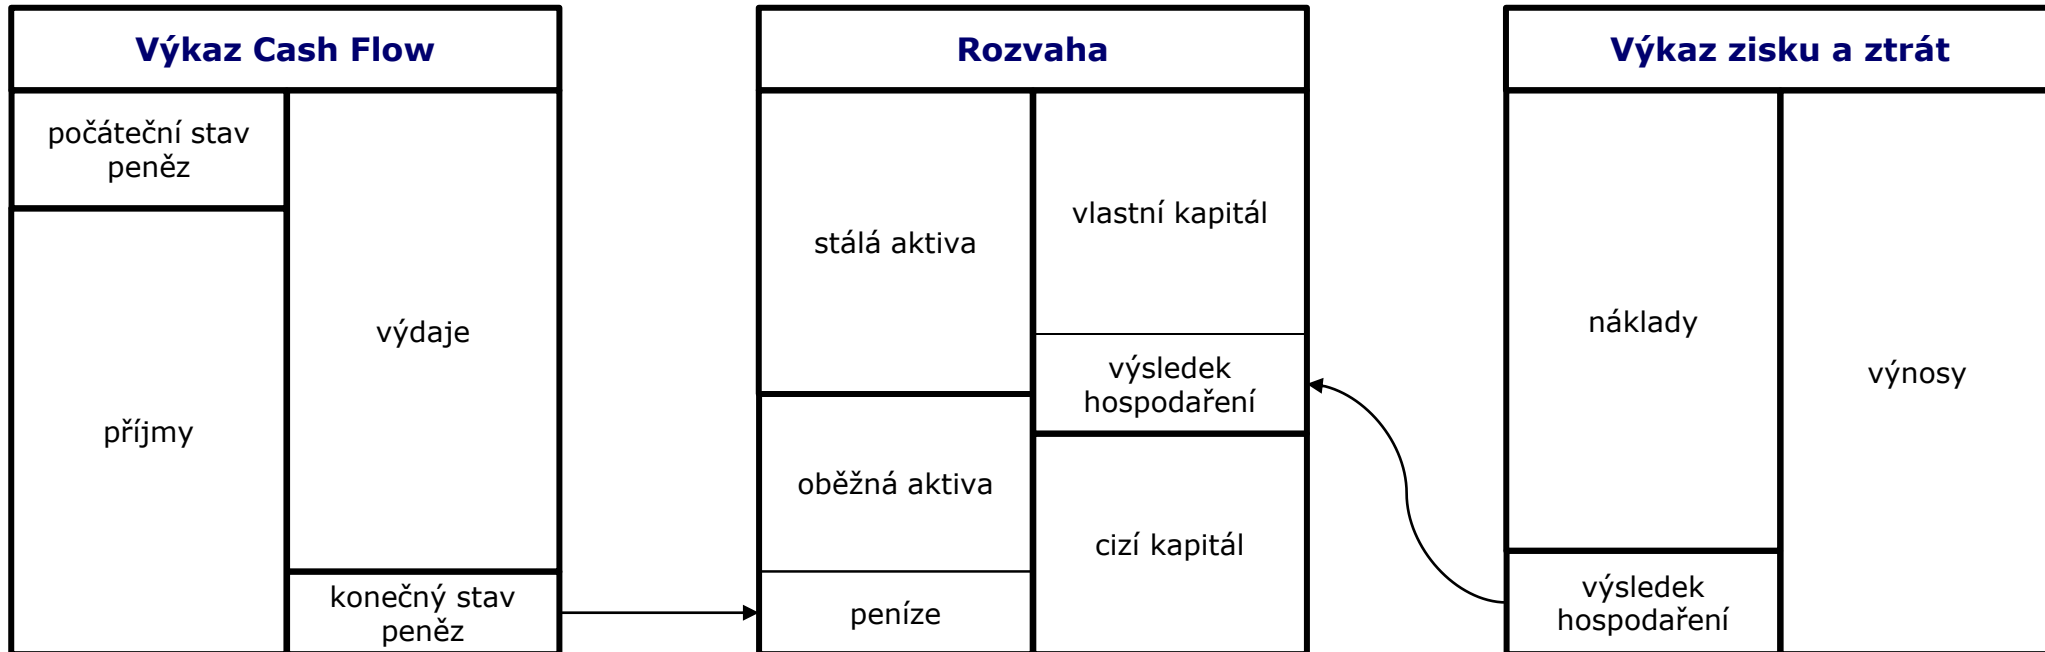 Výkaz Cash Flow
počáteční stav
peněz
příjmy
výdaje
konečný stav
peněz
Rozvaha
stálá aktiva
oběžná aktiva
peníze
vlastní kapitál
výsledek
hospodaření
cizí kapitál
Výkaz zisku a ztrát
náklady
výsledek
hospodaření
výnosy